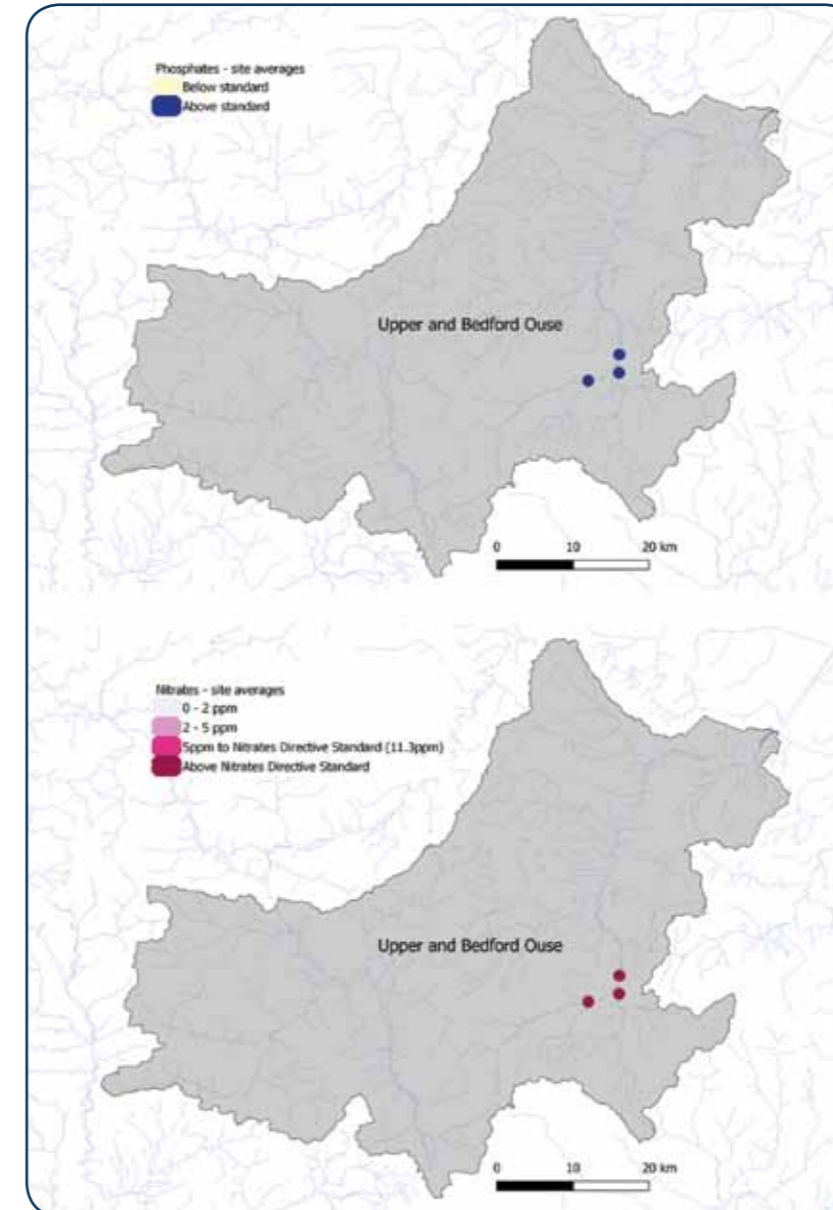 Phosphates - site averages
Below standard
Above standard
Upper and Bedford Ouse
0 10 20 km
Nitrates - site averages
0 - 2 ppm
2 - 5 ppm
5ppm to Nitrates Directive Standard (11.3ppm)
Above Nitrates Directive Standard
Upper and Bedford Ouse
0 10 20 km